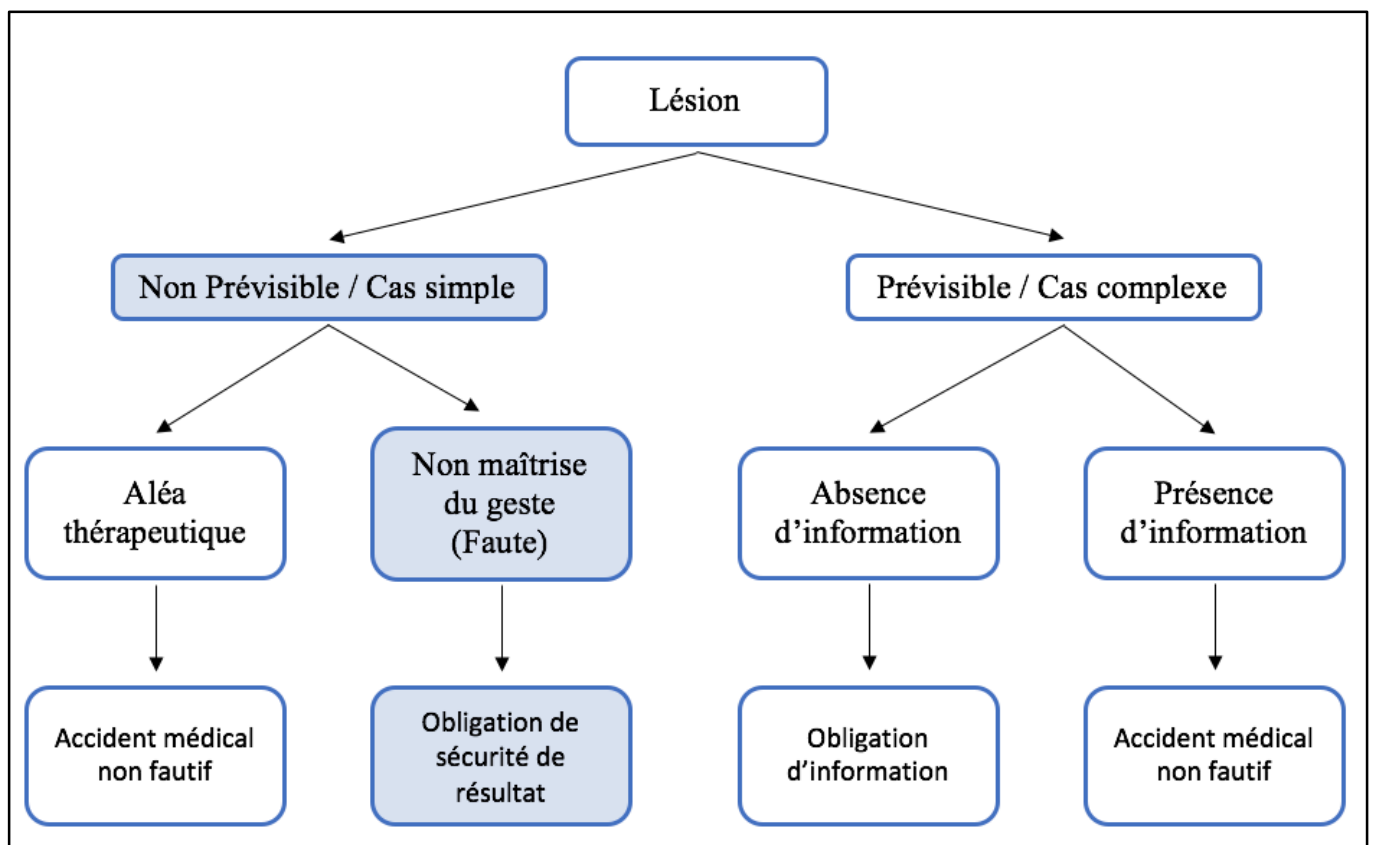 Lésion
Non Prévisible / Cas simple
Prévisible / Cas complexe
Aléa
thérapeutique
Non maîtrise
du geste
(Faute)
Absence
d’information
Présence
d’information
Accident médical
non fautif
Obligation de
sécurité de
résultat
Obligation
d’information
Accident médical
non fautif